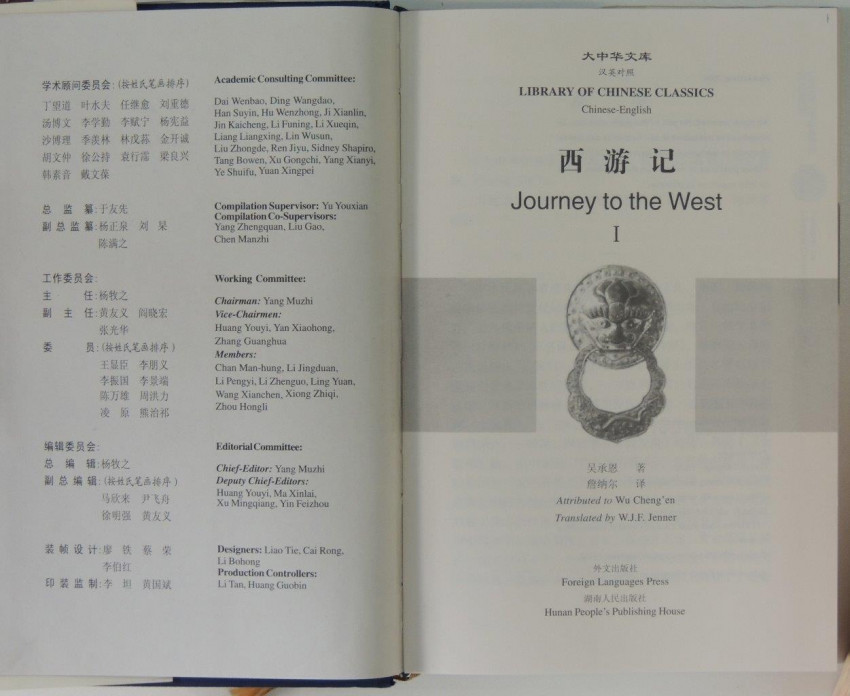 学术顾问委员会:(按姓氏笔画排序)
丁望道 叶水夫 任继愈 刘重德
汤博文 李学勤 李赋宁 杨宪益
沙博理 季羡林 林戊荪 金开诚
胡文仲 徐公持 袁行霈 梁良兴
韩素音 戴文葆
总监纂:于友先
副总监纂:杨正泉 刘杲
陈满之
工作委员会:
主任:杨牧之
副主任:黄友义 阎晓宏
张光华
委员:(按姓氏笔画排序)
王显臣 李朋义
李振国 李景端
陈万雄 周洪力
凌原 熊治祁
编辑委员会:
总编辑:杨牧之
副总编辑:(按姓氏笔画排序)
马欣来 尹飞舟
徐明强 黄友义
装帧设计:廖铁 蔡荣
李伯红
印装监制:李坦 黄国斌
Academic Consulting Committee:
Dai Wenbao, Ding Wangdao,
Han Suyin, Hu Wenzhong, Ji Xianlin,
Jin Kaicheng, Li Funing, Li Xueqin,
Liang Liangxing, Lin Wusun,
Liu Zhongde, Ren Jiyu, Sidney Shapiro,
Tang Bowen, Xu Gongchi, Yang Xianyi,
Ye Shuifu, Yuan Xingpei
Compilation Supervisor: Yu Youxian
Compilation Co-Supervisors:
Yang Zhengquan, Liu Gao,
Chen Manzhi
Working Committee:
Chairman: Yang Muzhi
Vice-Chairmen:
Huang Youyi, Yan Xiaohong,
Zhang Guanghua
Members:
Chan Man-hung, Li Jingduan,
Li Pengyi, Li Zhenguo, Ling Yuan,
Wang Xianchen, Xiong Zhiqi,
Zhou Hongli
Editorial Committee:
Chief-Editor: Yang Muzhi
Deputy Chief-Editors:
Huang Youyi, Ma Xinlai,
Xu Mingqiang, Yin Feizhou
Designers: Liao Tie, Cai Rong,
Li Bohong
Production Controllers:
Li Tan, Huang Guobin
大中华文库
汉英对照
LIBRARY OF CHINESE CLASSICS
Chinese-English
西游记
Journey to the West
I
吴承恩 著
詹纳尔 译
Attributed to Wu Cheng'en
Translated by W.J.F. Jenner
外文出版社
Foreign Languages Press
湖南人民出版社
Hunan People's Publishing House